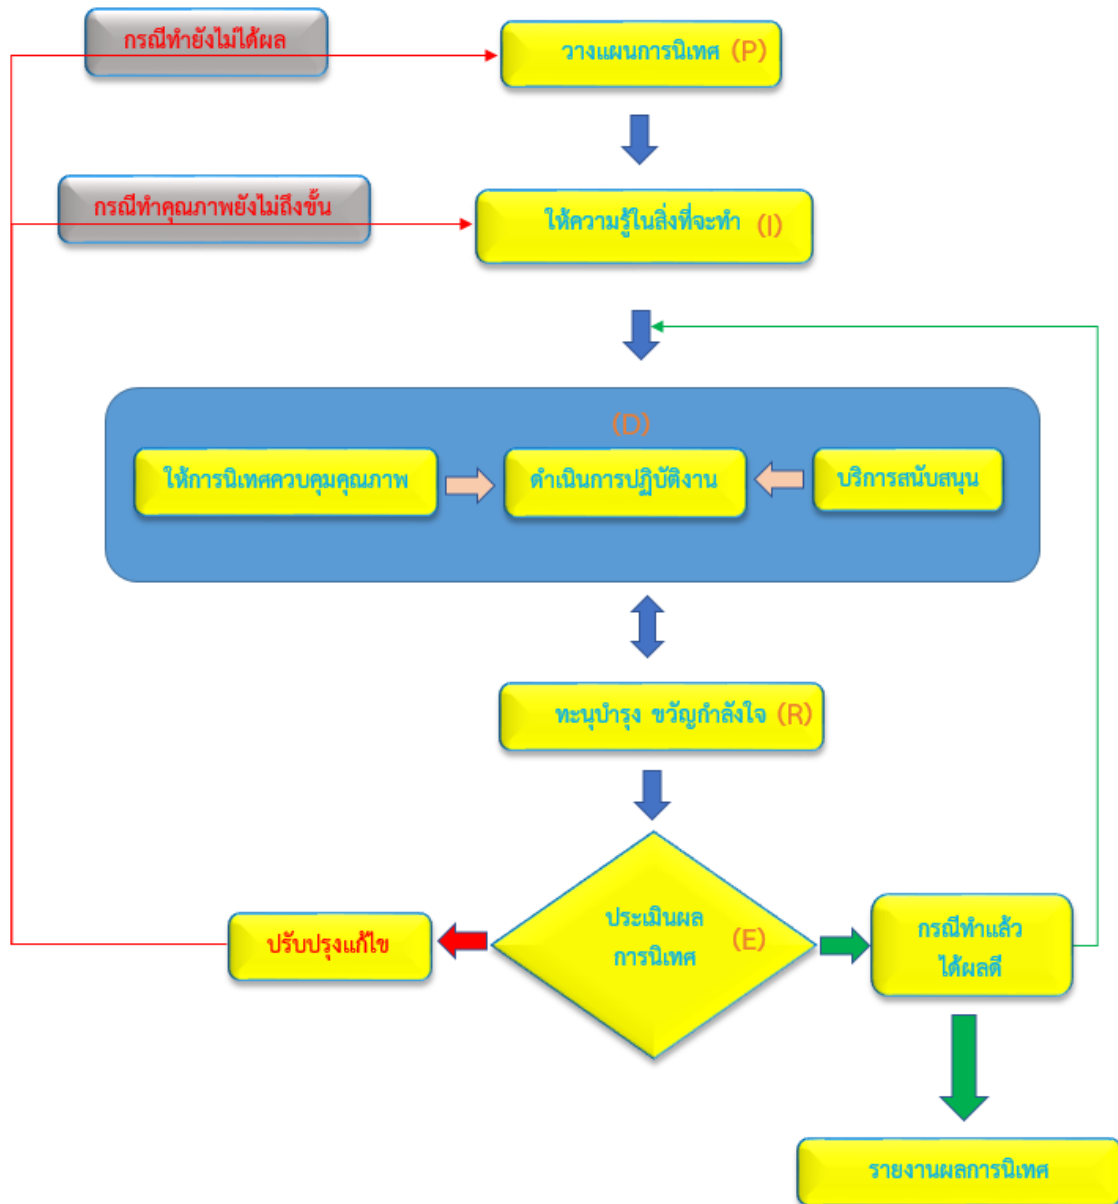 กรณีทำยังไม่ได้ผล
วางแผนการนิเทศ (P)
กรณีทำคุณภาพยังไม่ถึงขั้น
ให้ความรู้ในสิ่งที่จะทำ (I)
(D)
ให้การนิเทศควบคุมคุณภาพ
ดำเนินการปฏิบัติงาน
บริการสนับสนุน
ทะนุบำรุง ขวัญกำลังใจ (R)
ประเมินผล
การนิเทศ
(E)
ปรับปรุงแก้ไข
กรณีทำแล้ว
ได้ผลดี
รายงานผลการนิเทศ